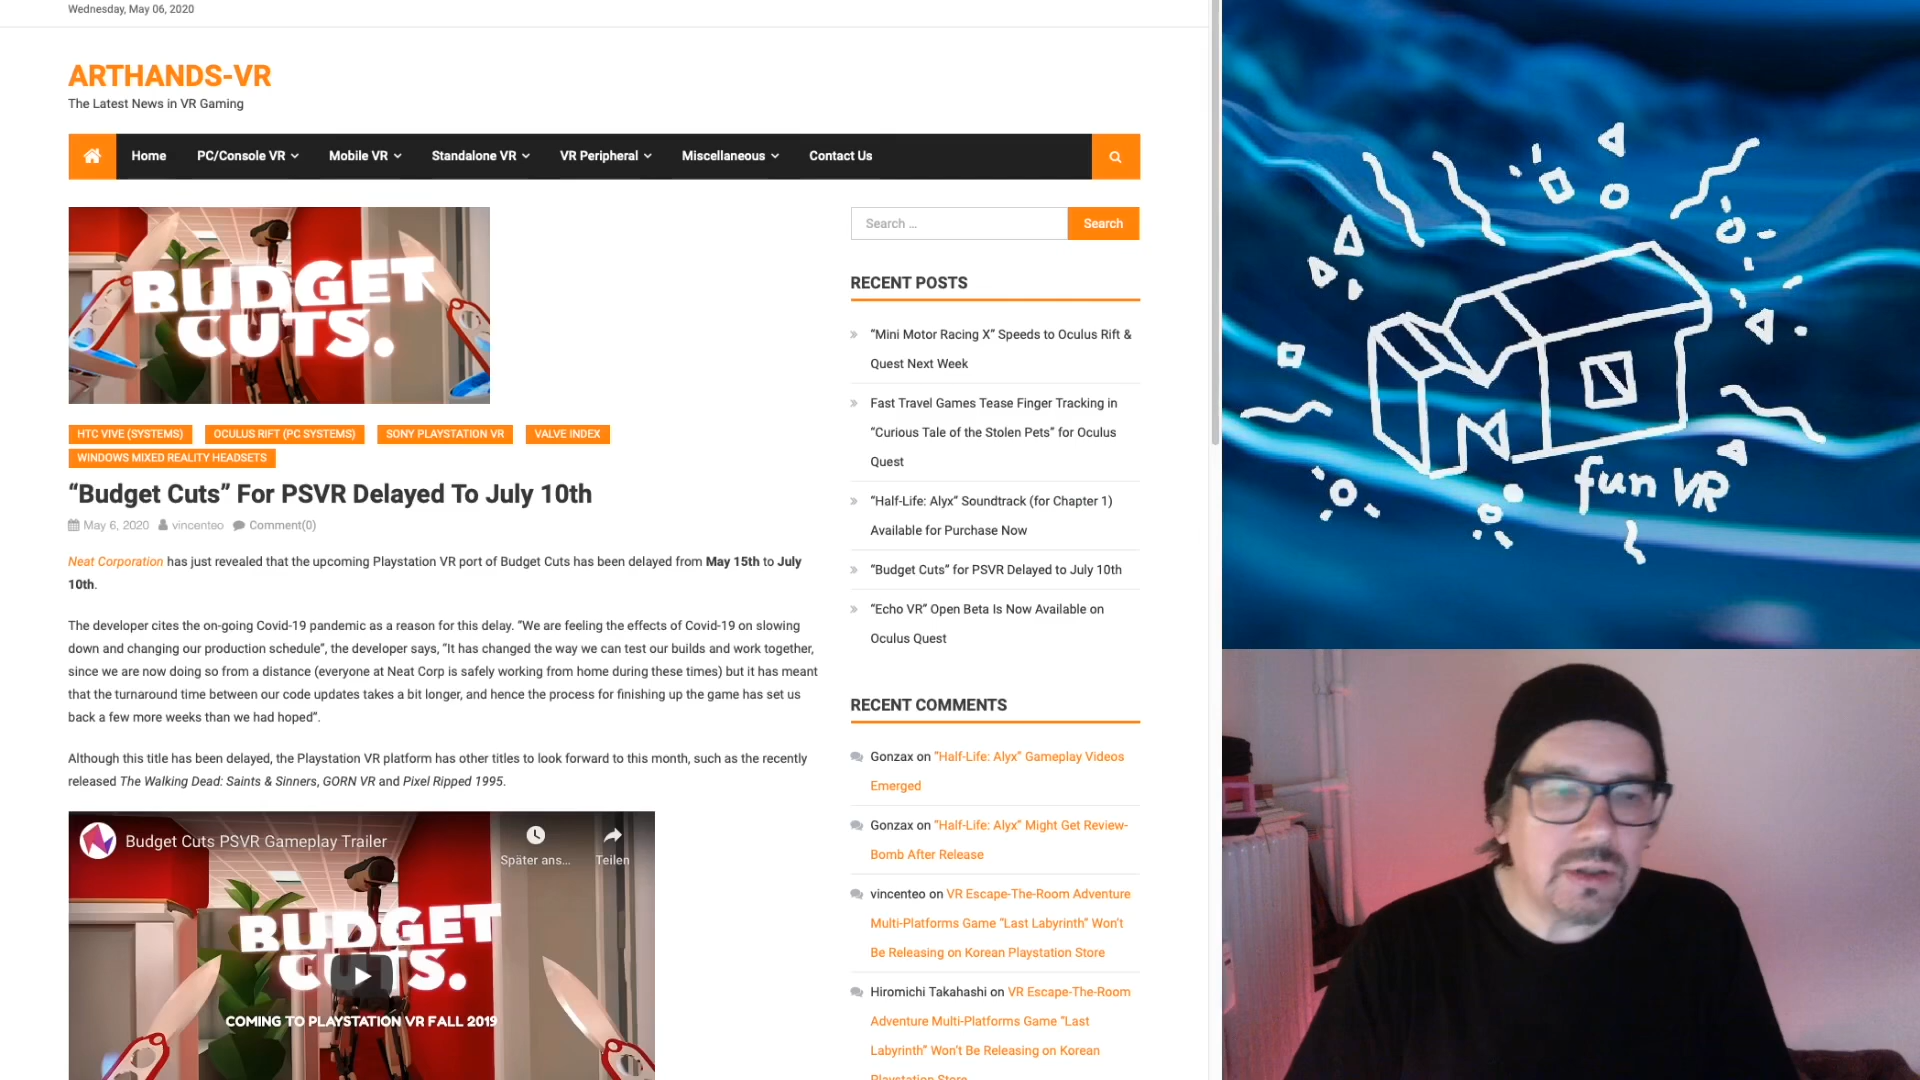 Wednesday, May 06, 2020
ARTHANDS-VR
The Latest News in VR Gaming
Home
PC/Console VR
Mobile VR
Standalone VR
VR Peripheral
Miscellaneous
Contact Us
BUDGET
CUTS.
HTC VIVE (SYSTEMS)
OCULUS RIFT (PC SYSTEMS)
SONY PLAYSTATION VR
VALVE INDEX
WINDOWS MIXED REALITY HEADSETS
“Budget Cuts” For PSVR Delayed To July 10th
May 6, 2020 vincenteo Comment(0)
Neat Corporation has just revealed that the upcoming Playstation VR port of Budget Cuts has been delayed from May 15th to July
10th.
The developer cites the on-going Covid-19 pandemic as a reason for this delay. “We are feeling the effects of Covid-19 on slowing
down and changing our production schedule”, the developer says, “It has changed the way we can test our builds and work together,
since we are now doing so from a distance (everyone at Neat Corp is safely working from home during these times) but it has meant
that the turnaround time between our code updates takes a bit longer, and hence the process for finishing up the game has set us
back a few more weeks than we had hoped”.
Although this title has been delayed, the Playstation VR platform has other titles to look forward to this month, such as the recently
released The Walking Dead: Saints & Sinners, GORN VR and Pixel Ripped 1995.
Budget Cuts PSVR Gameplay Trailer
Später ans...
Teilen
BUDGET
CUTS.
COMING TO PLAYSTATION VR FALL 2019
Search ...
Search
RECENT POSTS
“Mini Motor Racing X” Speeds to Oculus Rift &
Quest Next Week
Fast Travel Games Tease Finger Tracking in
“Curious Tale of the Stolen Pets” for Oculus
Quest
“Half-Life: Alyx” Soundtrack (for Chapter 1)
Available for Purchase Now
“Budget Cuts” for PSVR Delayed to July 10th
“Echo VR” Open Beta Is Now Available on
Oculus Quest
RECENT COMMENTS
Gonzax on “Half-Life: Alyx” Gameplay Videos
Emerged
Gonzax on “Half-Life: Alyx” Might Get Review-
Bomb After Release
vincenteo on VR Escape-The-Room Adventure
Multi-Platforms Game “Last Labyrinth” Won’t
Be Releasing on Korean Playstation Store
Hiromichi Takahashi on VR Escape-The-Room
Adventure Multi-Platforms Game “Last
Labyrinth” Won’t Be Releasing on Korean
Playstation Store
fun VR